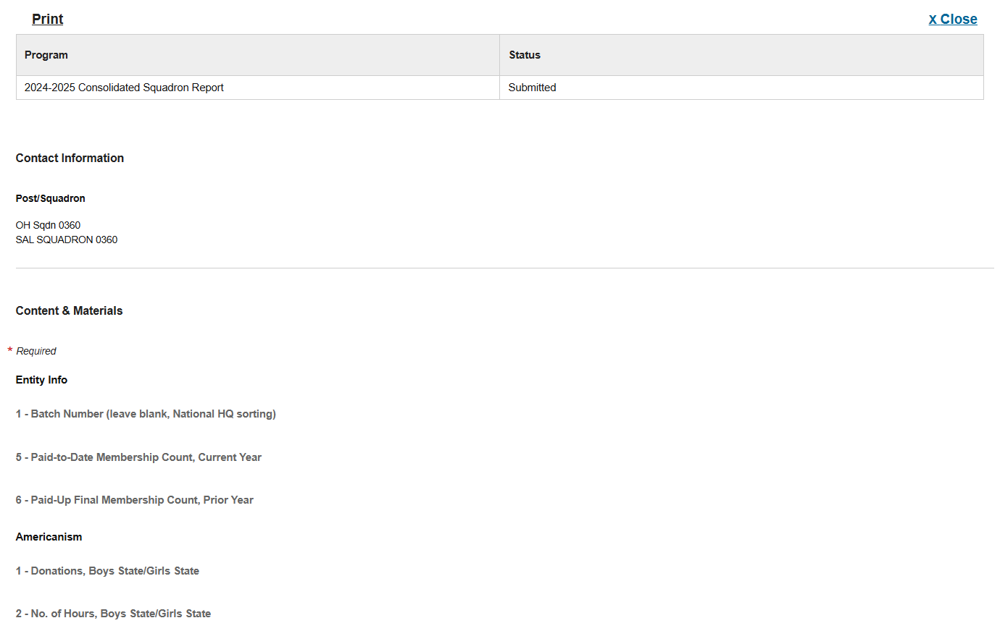 Print
X Close
Program
Status
2024-2025 Consolidated Squadron Report
Submitted
Contact Information
Post/Squadron
OH Sqdn 0360
SAL SQUADRON 0360
Content & Materials
* Required
Entity Info
1 - Batch Number (leave blank, National HQ sorting)
5 - Paid-to-Date Membership Count, Current Year
6 - Paid-Up Final Membership Count, Prior Year
Americanism
1 - Donations, Boys State/Girls State
2 - No. of Hours, Boys State/Girls State